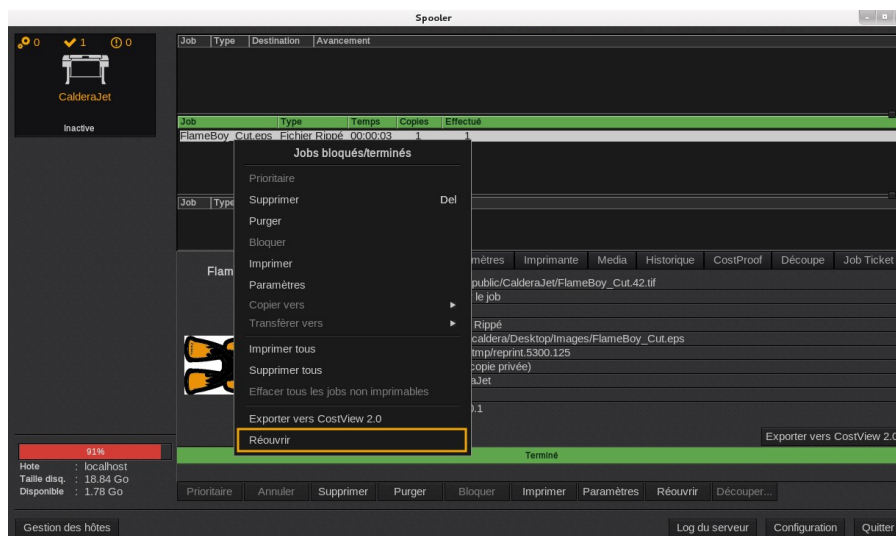 Spooler
0 1 0
CalderaJet
Inactive
Job Type Destination Avancement
Job Type Temps Copies Effectué
FlameBoy_Cut.eps Fichier Rippé 00:00:03 1 1
Jobs bloqués/terminés
Prioritaire
Supprimer Del
Purger
Bloquer
Imprimer
Paramètres
Copier vers
Transférer vers
Imprimer tous
Supprimer tous
Effacer tous les jobs non imprimables
Exporter vers CostView 2.0
Réouvrir
Job Type
mètres Imprimante Media Historique CostProof Découpe Job Ticket
Flam
public/CalderaJet/FlameBoy_Cut.42.tif
le job
Rippé
caldera/Desktop/Images/FlameBoy_Cut.eps
tmp/reprint.5300.125
copie privée)
aJet
0.1
Exporter vers CostView 2.0
Terminé
91%
Hote : localhost
Taille disq. : 18.84 Go
Disponible : 1.78 Go
Prioritaire Annuler Supprimer Purger Bloquer Imprimer Paramètres Réouvrir Découper...
Gestion des hôtes Log du serveur Configuration Quitter